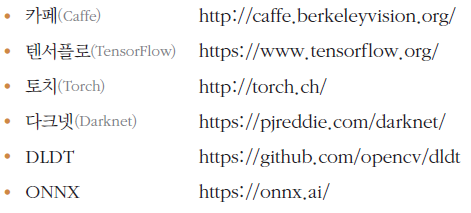 • 카페(Caffe) http://caffe.berkeleyvision.org/
• 텐서플로(TensorFlow) https://www.tensorflow.org/
• 토치(Torch) http://torch.ch/
• 다크넷(Darknet) https://pjreddie.com/darknet/
• DLDT https://github.com/opencv/dldt
• ONNX https://onnx.ai/